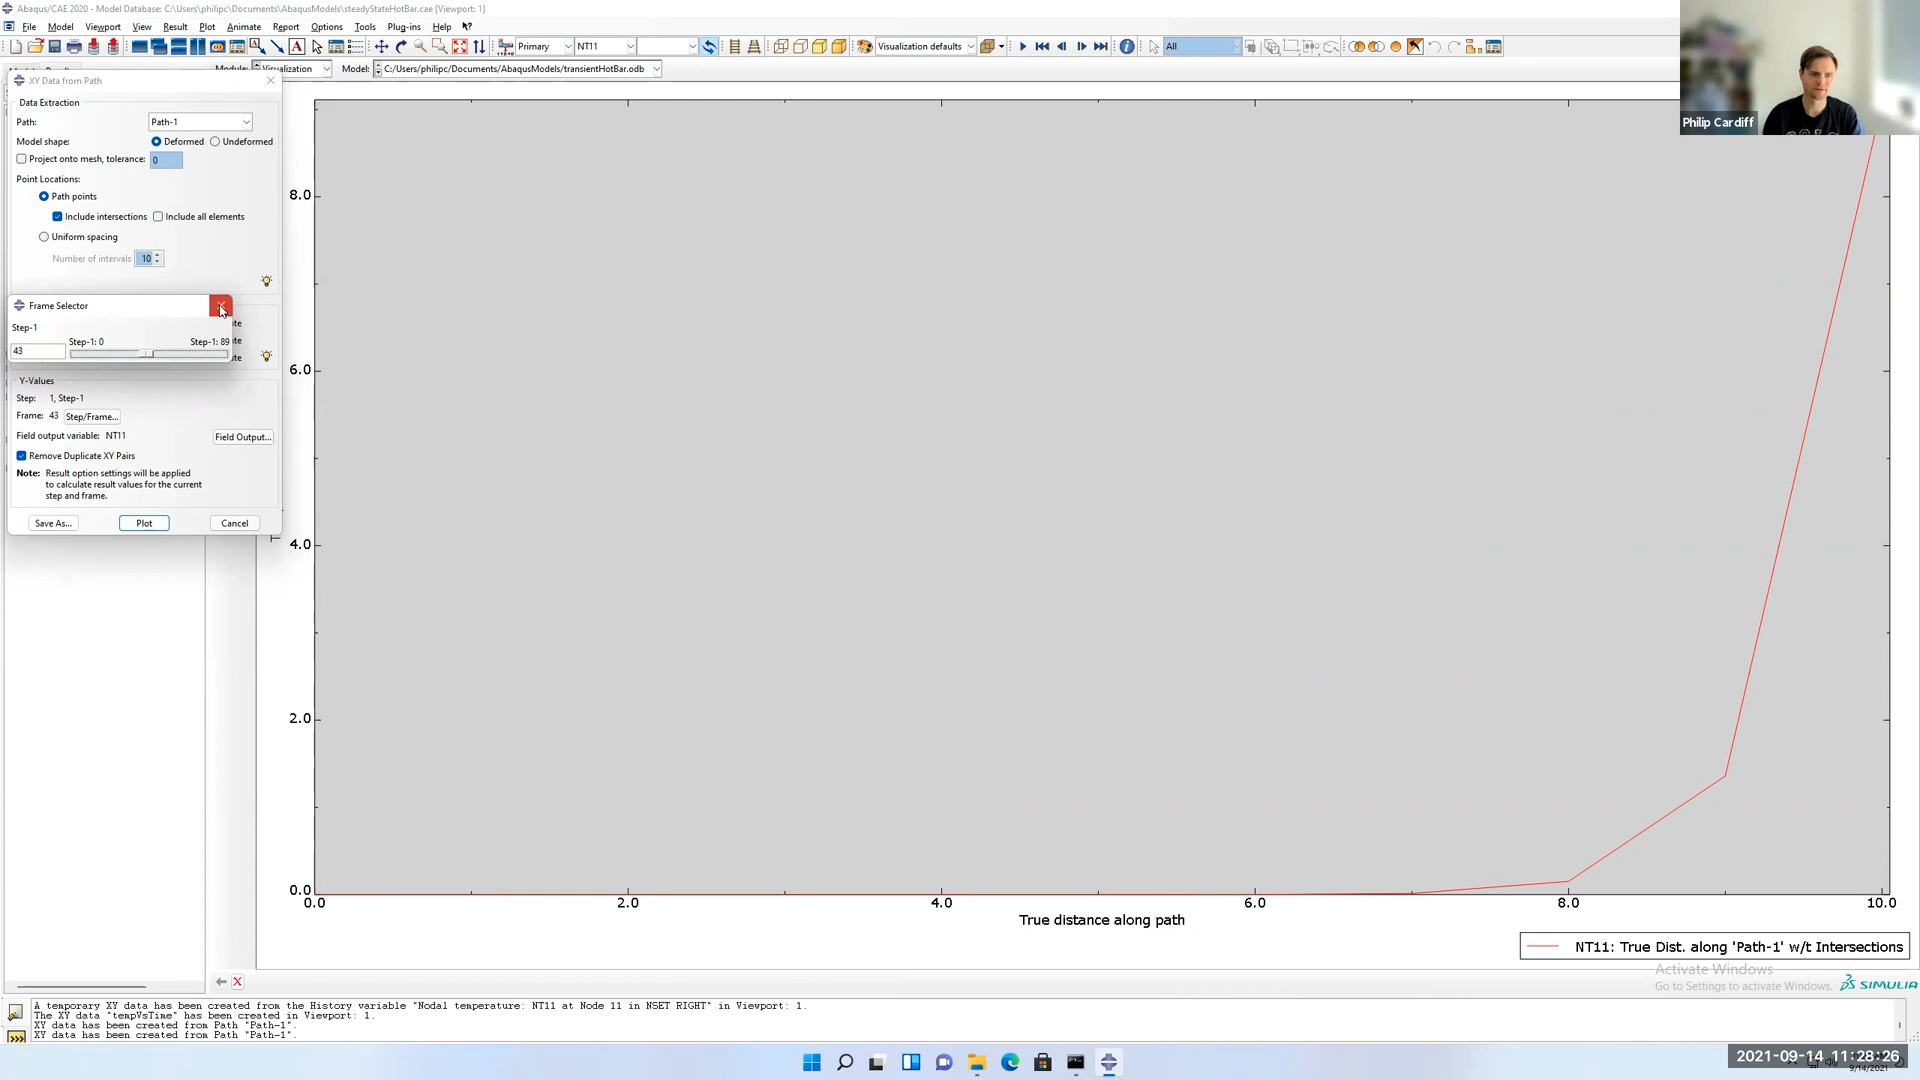 Abaqus/CAE 2020 - Model Database: C:\Users\philipc\Documents\AbaqusModels\steadyStateHotBar.cae [Viewport: 1]
File Model Viewport View Result Plot Animate Report Options Tools Plug-ins Help
Primary NT11 Visualization defaults All
Visualization Model: C:/Users/philipc/Documents/AbaqusModels/transientHotBar.odb
XY Data from Path
Data Extraction
Path: Path-1
Model shape: Deformed Undeformed
Project onto mesh, tolerance: 0
Point Locations:
Path points
Include intersections Include all elements
Uniform spacing
Number of intervals 10
Frame Selector
Step-1
Step-1: 0 Step-1: 89
43
Y-Values
Step: 1, Step-1
Frame: 43 Step/Frame...
Field output variable: NT11 Field Output...
Remove Duplicate XY Pairs
Note: Result option settings will be applied
to calculate result values for the current
step and frame.
Save As... Plot Cancel
8.0
6.0
4.0
2.0
0.0
0.0 2.0 4.0 6.0 8.0 10.0
True distance along path
NT11: True Dist. along 'Path-1' w/t Intersections
Activate Windows
Go to Settings to activate Windows.
SIMULIA
A temporary XY data has been created from the History variable "Nodal temperature: NT11 at Node 11 in NSET RIGHT" in Viewport: 1.
The XY data "tempVsTime" has been created in Viewport: 1.
XY data has been created from Path "Path-1".
XY data has been created from Path "Path-1".
Philip Cardiff
2021-09-14 11:28:26
9/14/2021